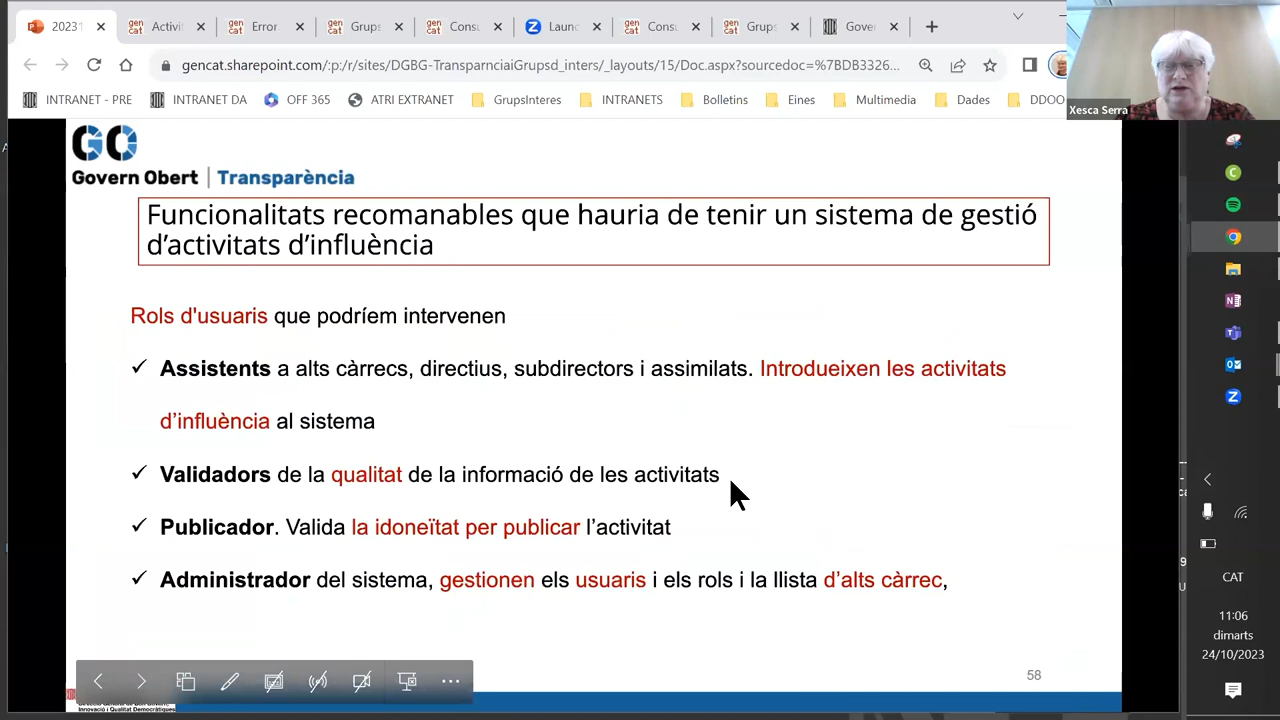 20231
Activit
Error
Grups
Consu
Launc
Consu
Grups
Gover
gencat.sharepoint.com/:p:/r/sites/DGBG-TransparnciaiGrupsd_inters/_layouts/15/Doc.aspx?sourcedoc=%7BDB3326...
INTRANET - PRE
INTRANET DA
OFF 365
ATRI EXTRANET
GrupsInteres
INTRANETS
Bolletins
Eines
Multimedia
Dades
DDOO
Xesca Serra
GO
Govern Obert | Transparència
Funcionalitats recomanables que hauria de tenir un sistema de gestió
d'activitats d'influència
Rols d'usuaris que podríem intervenen
✓ Assistents a alts càrrecs, directius, subdirectors i assimilats. Introdueixen les activitats
d'influència al sistema
✓ Validadors de la qualitat de la informació de les activitats
✓ Publicador. Valida la idoneïtat per publicar l'activitat
✓ Administrador del sistema, gestionen els usuaris i els rols i la llista d'alts càrrec,
58
Innovació i Qualitat Democràtiques
CAT
11:06
dimarts
24/10/2023